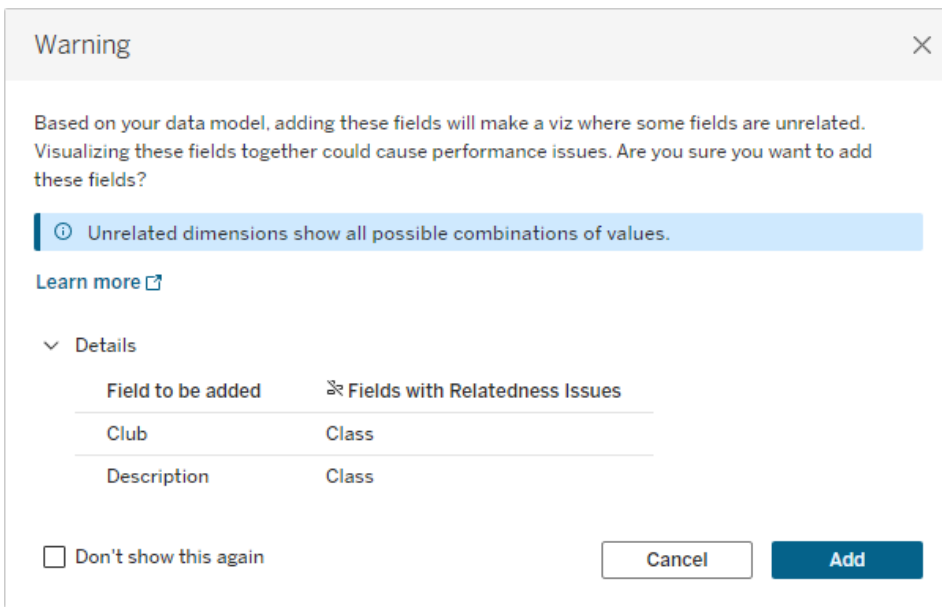 Warning
Based on your data model, adding these fields will make a viz where some fields are unrelated.
Visualizing these fields together could cause performance issues. Are you sure you want to add
these fields?
Unrelated dimensions show all possible combinations of values.
Learn more
Details
Field to be added Fields with Relatedness Issues
Club Class
Description Class
Don't show this again Cancel Add